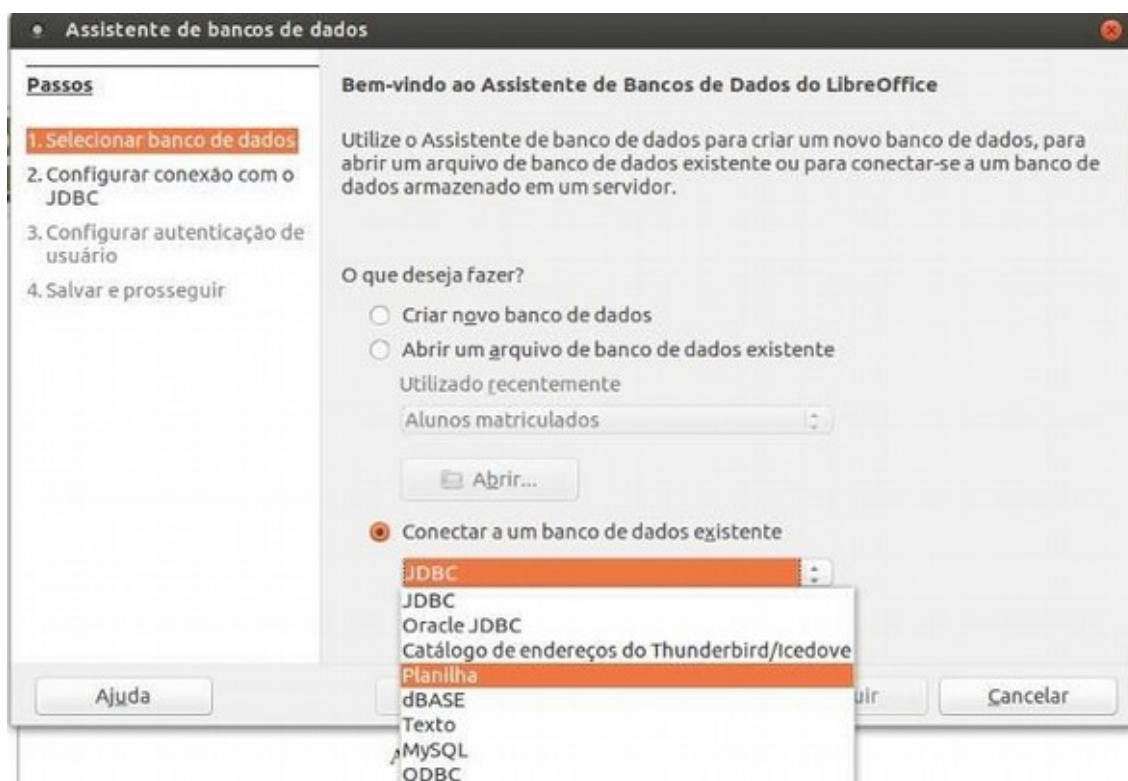 Assistente de bancos de dados
Passos
1. Selecionar banco de dados
2. Configurar conexão com o
JDBC
3. Configurar autenticação de
usuário
4. Salvar e prosseguir
Bem-vindo ao Assistente de Bancos de Dados do LibreOffice
Utilize o Assistente de banco de dados para criar um novo banco de dados, para
abrir um arquivo de banco de dados existente ou para conectar-se a um banco de
dados armazenado em um servidor.
O que deseja fazer?
Criar novo banco de dados
Abrir um arquivo de banco de dados existente
Utilizado recentemente
Alunos matriculados
Abrir...
Conectar a um banco de dados existente
JDBC
JDBC
Oracle JDBC
Catálogo de endereços do Thunderbird/Icedove
Planilha
dBASE
Texto
MySQL
ODBC
Ajuda
Cancelar